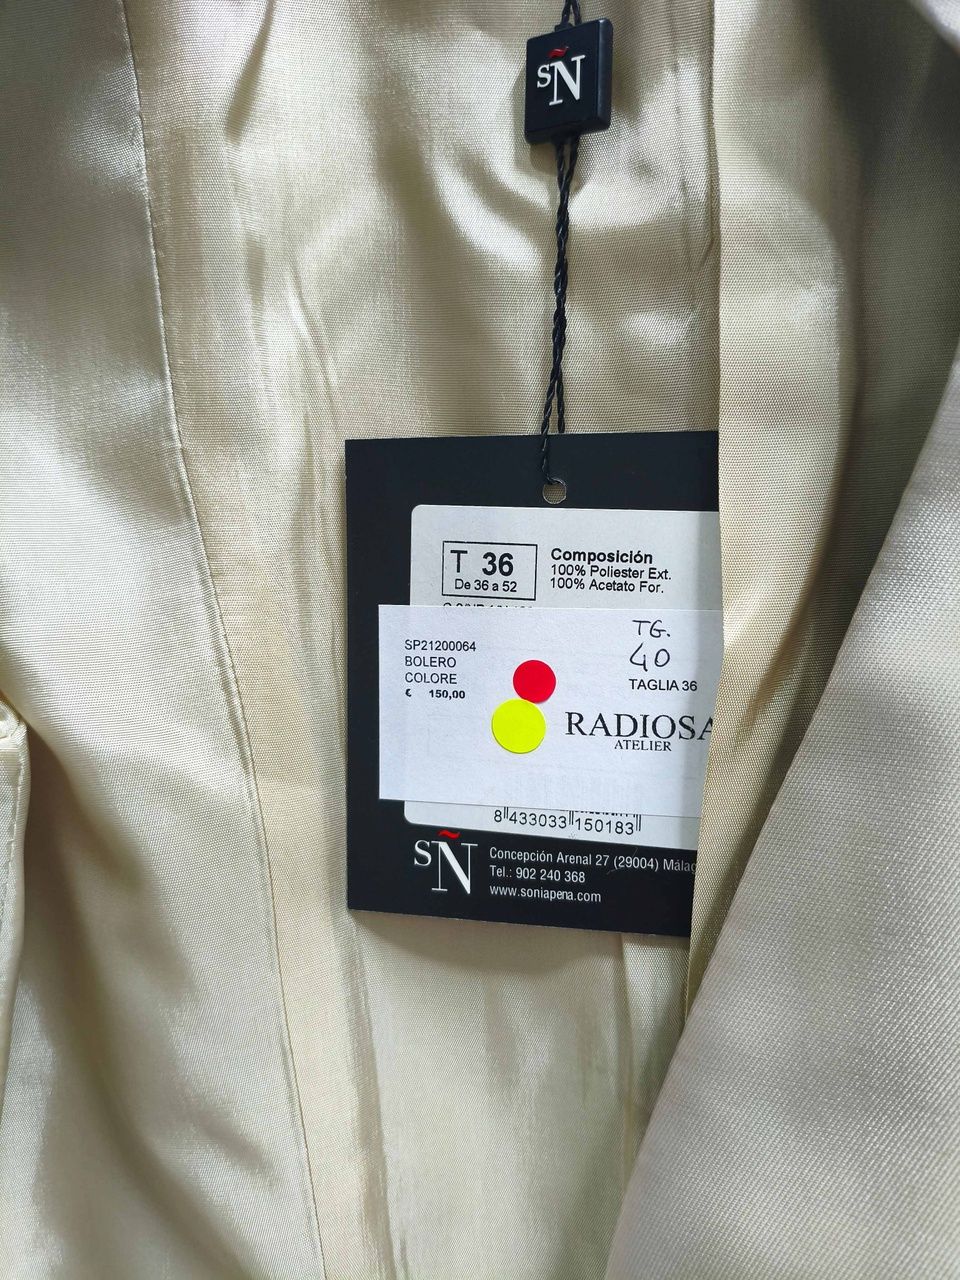 SÑ
T 36
De 36 a 52
Composición
100% Poliester Ext.
100% Acetato For.
SP21200064
BOLERO
COLORE
€ 150,00
TG.
40
TAGLIA 36
RADIOSA
ATELIER
8 433033 150183
SÑ
Concepción Arenal 27 (29004)
Tel.: 902 240 368
www.soniapena.com